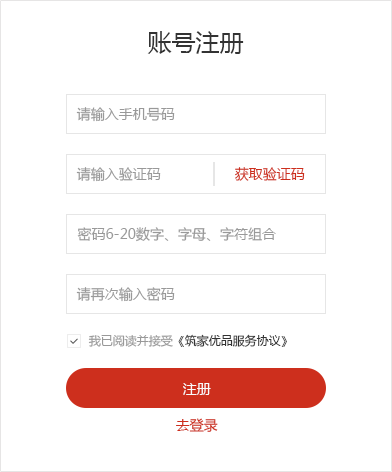 账号注册
请输入手机号码
请输入验证码 获取验证码
密码6-20数字、字母、字符组合
请再次输入密码
我已阅读并接受《筑家优品服务协议》
注册
去登录